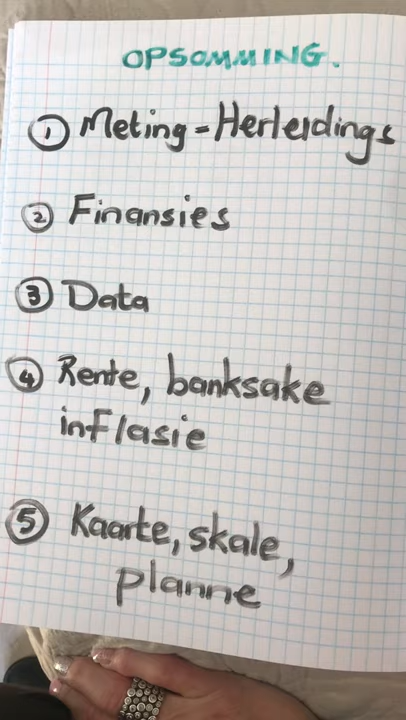 OPSOMMING.
① Meting - Herleidings
② Finansies
③ Data
④ Rente, banksake
inflasie
⑤ Kaarte, skale,
planne